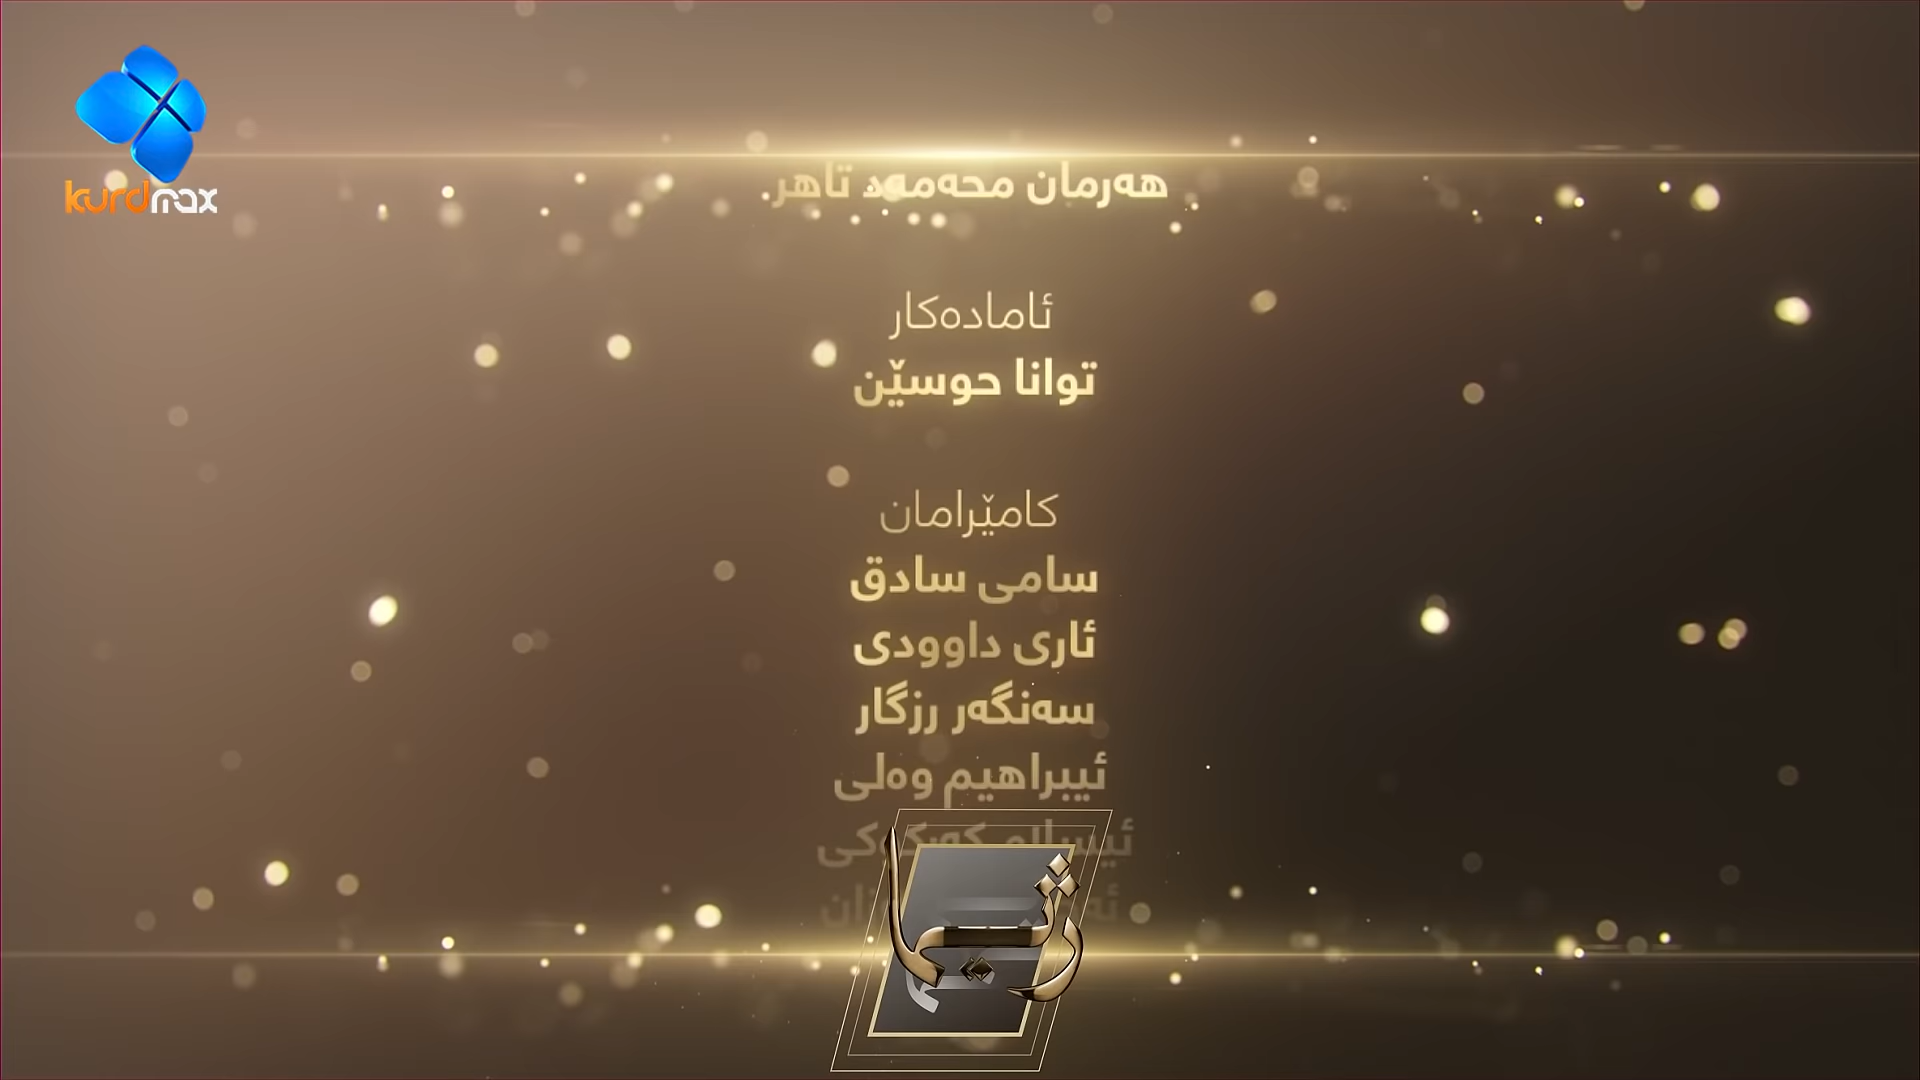 kurdmax
هەرمان محەمەد تاهر
ئامادەکار
توانا حوسێن
کامێرامان
سامی سادق
ئاری داوودی
سەنگەر رزگار
ئیبراهیم وەلی